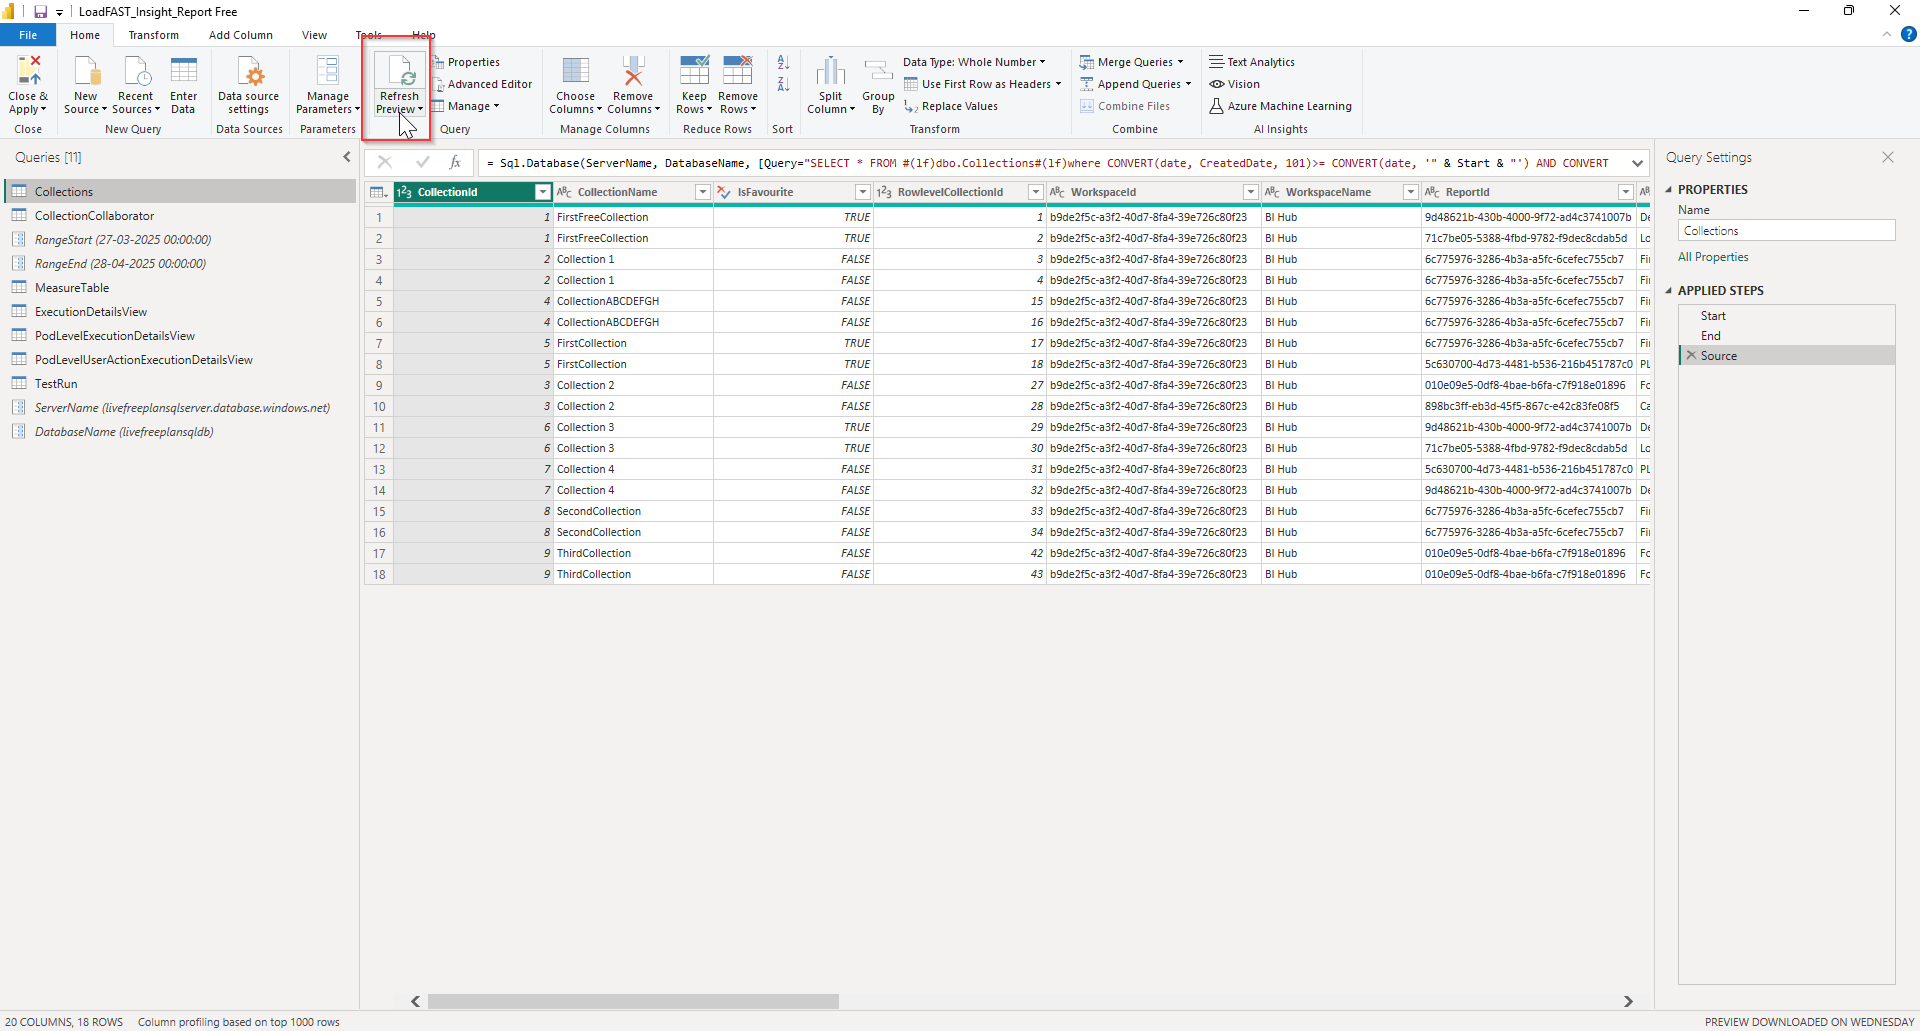 LoadFAST_Insight_Report Free
File Home Transform Add Column View Tools Help
Close & Apply
Close
New Source
Recent Sources
Enter Data
New Query
Data source settings
Data Sources
Manage Parameters
Parameters
Refresh Preview
Properties
Advanced Editor
Manage
Query
Choose Columns
Remove Columns
Manage Columns
Keep Rows
Remove Rows
Reduce Rows
Sort
Split Column
Group By
Data Type: Whole Number
Use First Row as Headers
Replace Values
Transform
Merge Queries
Append Queries
Combine Files
Combine
Text Analytics
Vision
Azure Machine Learning
AI Insights
Queries [11]
Collections
CollectionCollaborator
RangeStart (27-03-2025 00:00:00)
RangeEnd (28-04-2025 00:00:00)
MeasureTable
ExecutionDetailsView
PodLevelExecutionDetailsView
PodLevelUserActionExecutionDetailsView
TestRun
ServerName (livefreeplansqlserver.database.windows.net)
DatabaseName (livefreeplansqldb)
fx = Sql.Database(ServerName, DatabaseName, [Query="SELECT * FROM #(lf)dbo.Collections#(lf)where CONVERT(date, CreatedDate, 101)>= CONVERT(date, '" & Start & "') AND CONVERT
CollectionId CollectionName IsFavourite RowlevelCollectionId WorkspaceId WorkspaceName ReportId
1 1 FirstFreeCollection TRUE 1 b9de2f5c-a3f2-40d7-8fa4-39e726c80f23 BI Hub 9d48621b-430b-4000-9f72-ad4c3741007b De
2 1 FirstFreeCollection TRUE 2 b9de2f5c-a3f2-40d7-8fa4-39e726c80f23 BI Hub 71c7be05-5388-4fbd-9782-f9dec8cdab5d Lo
3 2 Collection 1 FALSE 3 b9de2f5c-a3f2-40d7-8fa4-39e726c80f23 BI Hub 6c775976-3286-4b3a-a5fc-6cefec755cb7 Fi
4 2 Collection 1 FALSE 4 b9de2f5c-a3f2-40d7-8fa4-39e726c80f23 BI Hub 6c775976-3286-4b3a-a5fc-6cefec755cb7 Fi
5 4 CollectionABCDEFGH FALSE 15 b9de2f5c-a3f2-40d7-8fa4-39e726c80f23 BI Hub 6c775976-3286-4b3a-a5fc-6cefec755cb7 Fi
6 4 CollectionABCDEFGH FALSE 16 b9de2f5c-a3f2-40d7-8fa4-39e726c80f23 BI Hub 6c775976-3286-4b3a-a5fc-6cefec755cb7 Fi
7 5 FirstCollection TRUE 17 b9de2f5c-a3f2-40d7-8fa4-39e726c80f23 BI Hub 6c775976-3286-4b3a-a5fc-6cefec755cb7 Fi
8 5 FirstCollection TRUE 18 b9de2f5c-a3f2-40d7-8fa4-39e726c80f23 BI Hub 5c630700-4d73-4481-b536-216b451787c0 PL
9 3 Collection 2 FALSE 27 b9de2f5c-a3f2-40d7-8fa4-39e726c80f23 BI Hub 010e09e5-0df8-4bae-b6fa-c7f918e01896 Fo
10 3 Collection 2 FALSE 28 b9de2f5c-a3f2-40d7-8fa4-39e726c80f23 BI Hub 898bc3ff-eb3d-45f5-867c-e42c83fe08f5 Ca
11 6 Collection 3 TRUE 29 b9de2f5c-a3f2-40d7-8fa4-39e726c80f23 BI Hub 9d48621b-430b-4000-9f72-ad4c3741007b De
12 6 Collection 3 TRUE 30 b9de2f5c-a3f2-40d7-8fa4-39e726c80f23 BI Hub 71c7be05-5388-4fbd-9782-f9dec8cdab5d Lo
13 7 Collection 4 FALSE 31 b9de2f5c-a3f2-40d7-8fa4-39e726c80f23 BI Hub 5c630700-4d73-4481-b536-216b451787c0 PL
14 7 Collection 4 FALSE 32 b9de2f5c-a3f2-40d7-8fa4-39e726c80f23 BI Hub 9d48621b-430b-4000-9f72-ad4c3741007b De
15 8 SecondCollection FALSE 33 b9de2f5c-a3f2-40d7-8fa4-39e726c80f23 BI Hub 6c775976-3286-4b3a-a5fc-6cefec755cb7 Fi
16 8 SecondCollection FALSE 34 b9de2f5c-a3f2-40d7-8fa4-39e726c80f23 BI Hub 6c775976-3286-4b3a-a5fc-6cefec755cb7 Fi
17 9 ThirdCollection FALSE 42 b9de2f5c-a3f2-40d7-8fa4-39e726c80f23 BI Hub 010e09e5-0df8-4bae-b6fa-c7f918e01896 Fo
18 9 ThirdCollection FALSE 43 b9de2f5c-a3f2-40d7-8fa4-39e726c80f23 BI Hub 010e09e5-0df8-4bae-b6fa-c7f918e01896 Fo
Query Settings
PROPERTIES
Name
Collections
All Properties
APPLIED STEPS
Start
End
Source
20 COLUMNS, 18 ROWS Column profiling based on top 1000 rows
PREVIEW DOWNLOADED ON WEDNESDAY